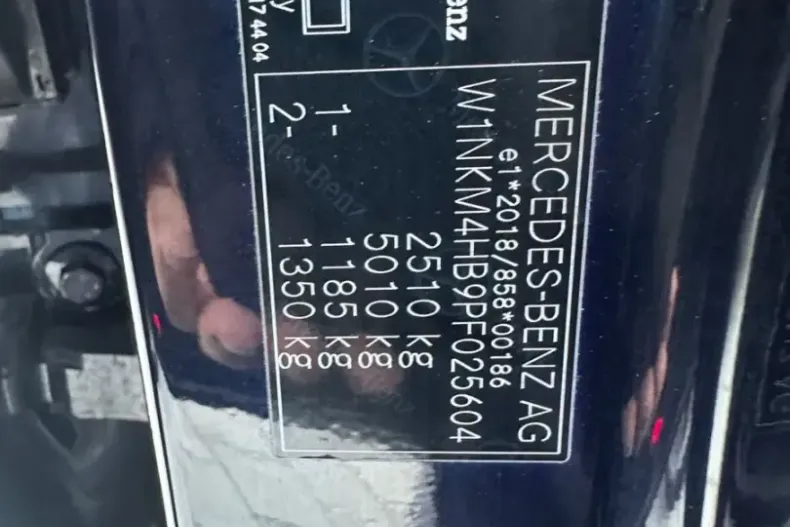 MERCEDES-BENZ AG
e1*2018/858*00186
W1NKM4HB9PF025604
2510 kg
5010 kg
1- 1185 kg
2- 1350 kg